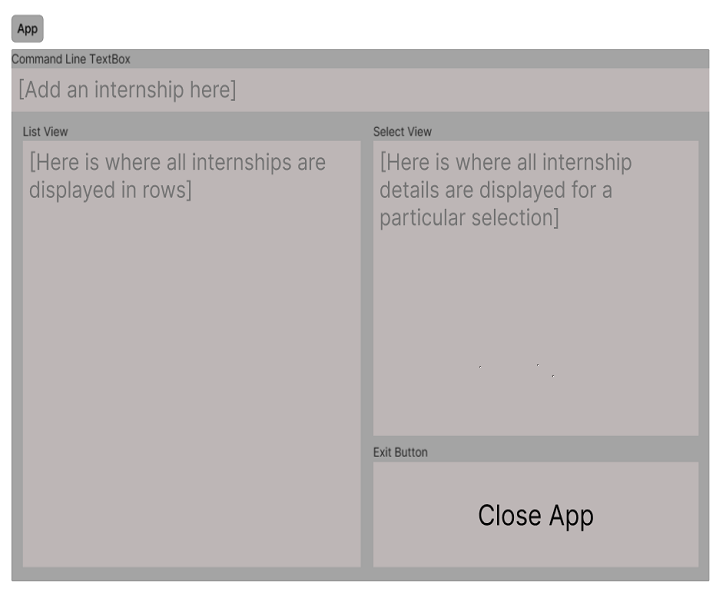 App
Command Line TextBox
[Add an internship here]
List View
[Here is where all internships are
displayed in rows]
Select View
[Here is where all internship
details are displayed for a
particular selection]
Exit Button
Close App